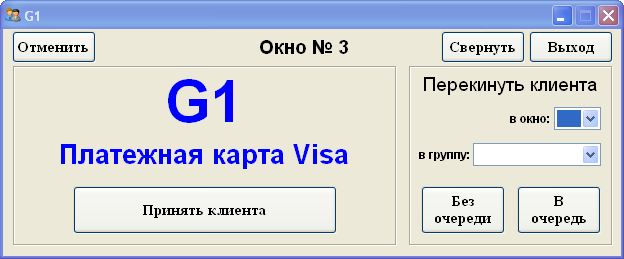 G1
Отменить
Окно № 3
Свернуть
Выход
G1
Платежная карта Visa
Принять клиента
Перекинуть клиента
в окно:
в группу:
Без
очереди
В
очередь